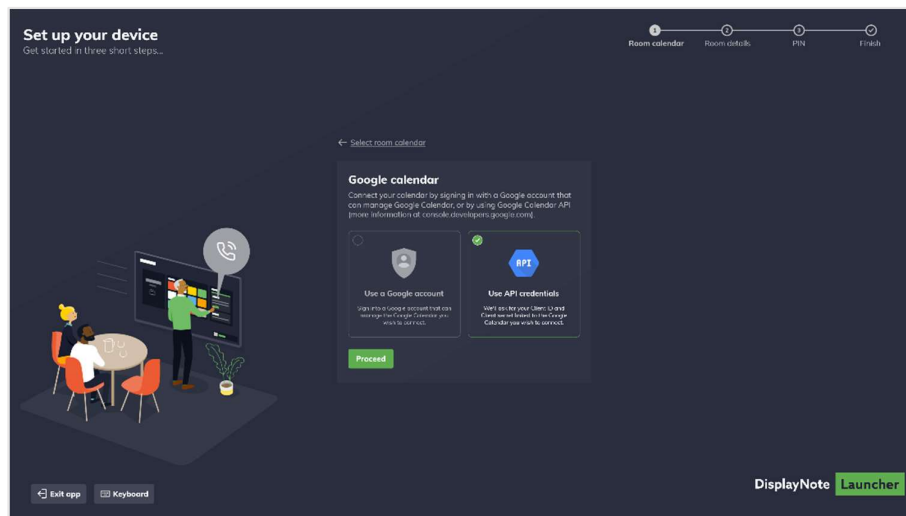 Set up your device
Get started in three short steps...
1
2
3
Room calendar
Room details
PIN
Finish
Select room calendar
Google calendar
Connect your calendar by signing in with a Google account that
can manage Google Calendar, or by using Google Calendar API
(more information at console.developers.google.com).
API
Use a Google account
Sign into a Google account that can
manage the Google Calendar you
wish to connect.
Use API credentials
We'll ask for your Client ID and
Client secret linked to the Google
Calendar you wish to connect.
Proceed
Exit app
Keyboard
DisplayNote Launcher